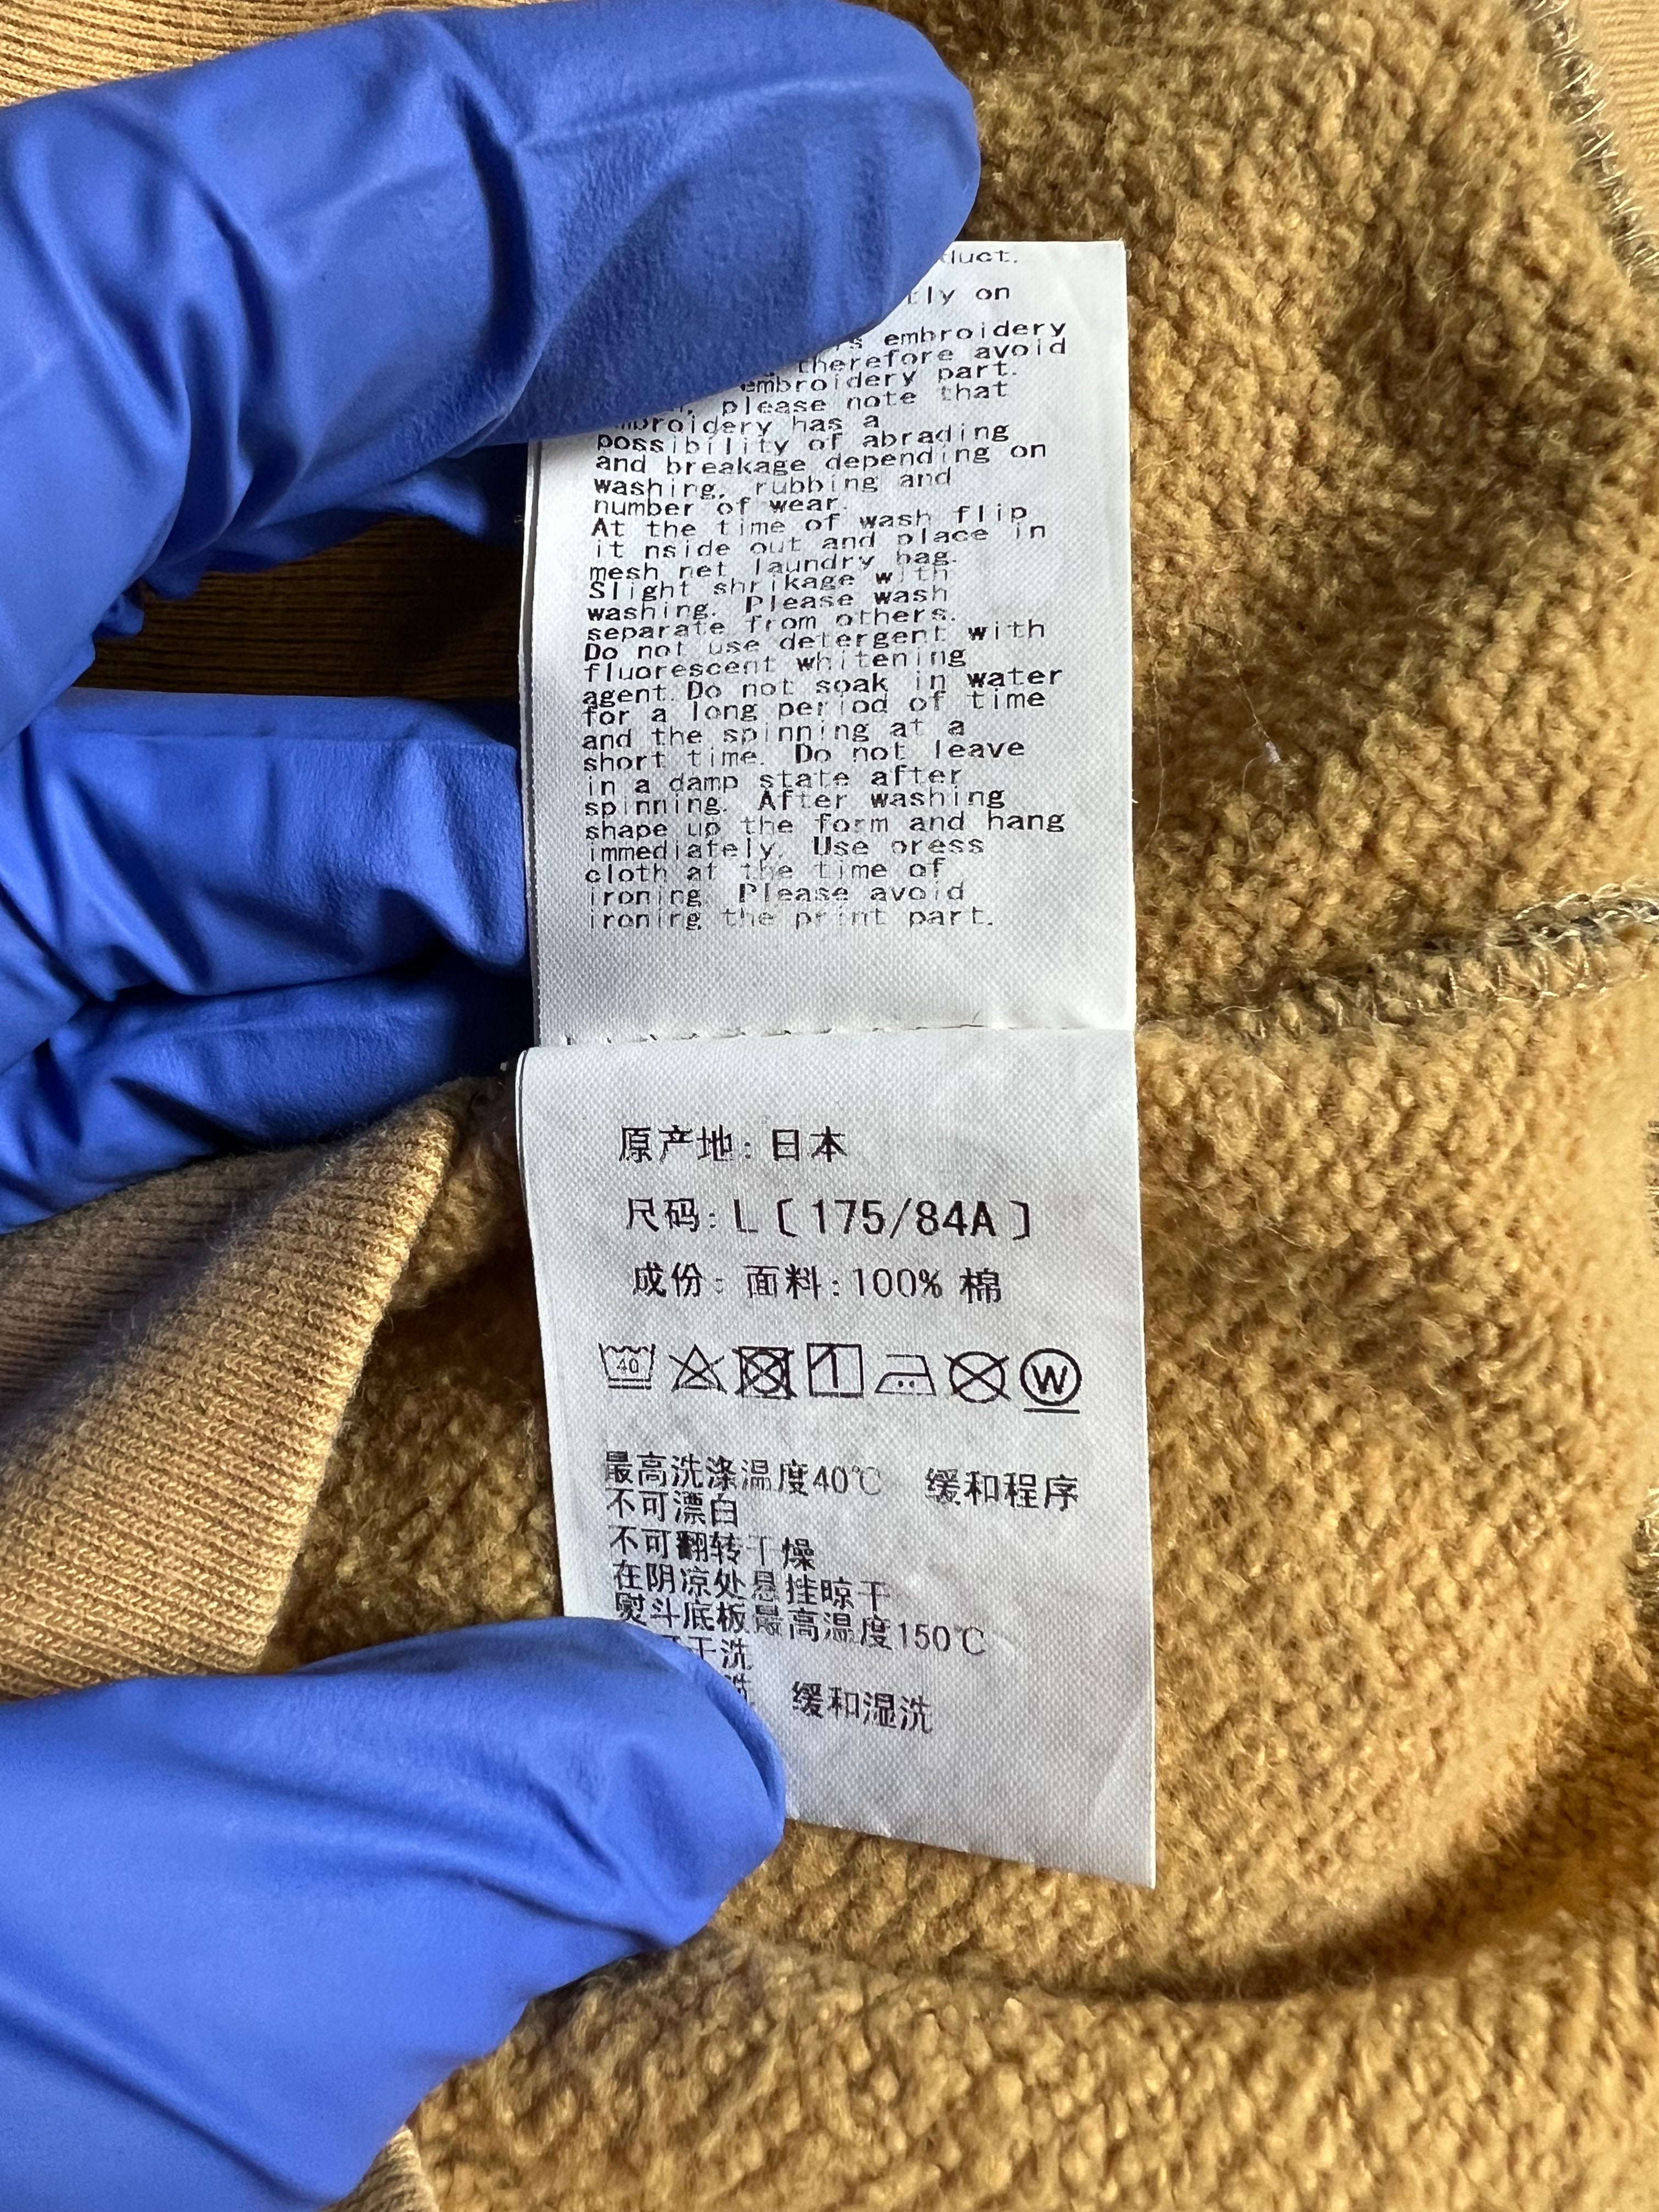 duct.
on
embroidery
therefore avoid
embroidery part.
please note that
has a
possibility of abrading
and breakage depending on
washing, rubbing and
number of wear.
At the time of wash flip
it nside out and place in
mesh net laundry bag.
Slight shrikage with
washing. Please wash
separate from others.
Do not use detergent with
fluorescent whitening
agent. Do not soak in water
for a long period of time
and the spinning at a
short time. Do not leave
in a damp state after
spinning. After washing
shape up the form and hang
immediately. Use press
cloth at the time of
ironing. Please avoid
ironing the print part.
原产地: 日本
尺码: L〔175/84A〕
成份: 面料: 100% 棉
40 W
最高洗涤温度40℃ 缓和程序
不可漂白
不可翻转干燥
在阴凉处悬挂晾干
熨斗底板最高温度150℃
干洗
缓和湿洗